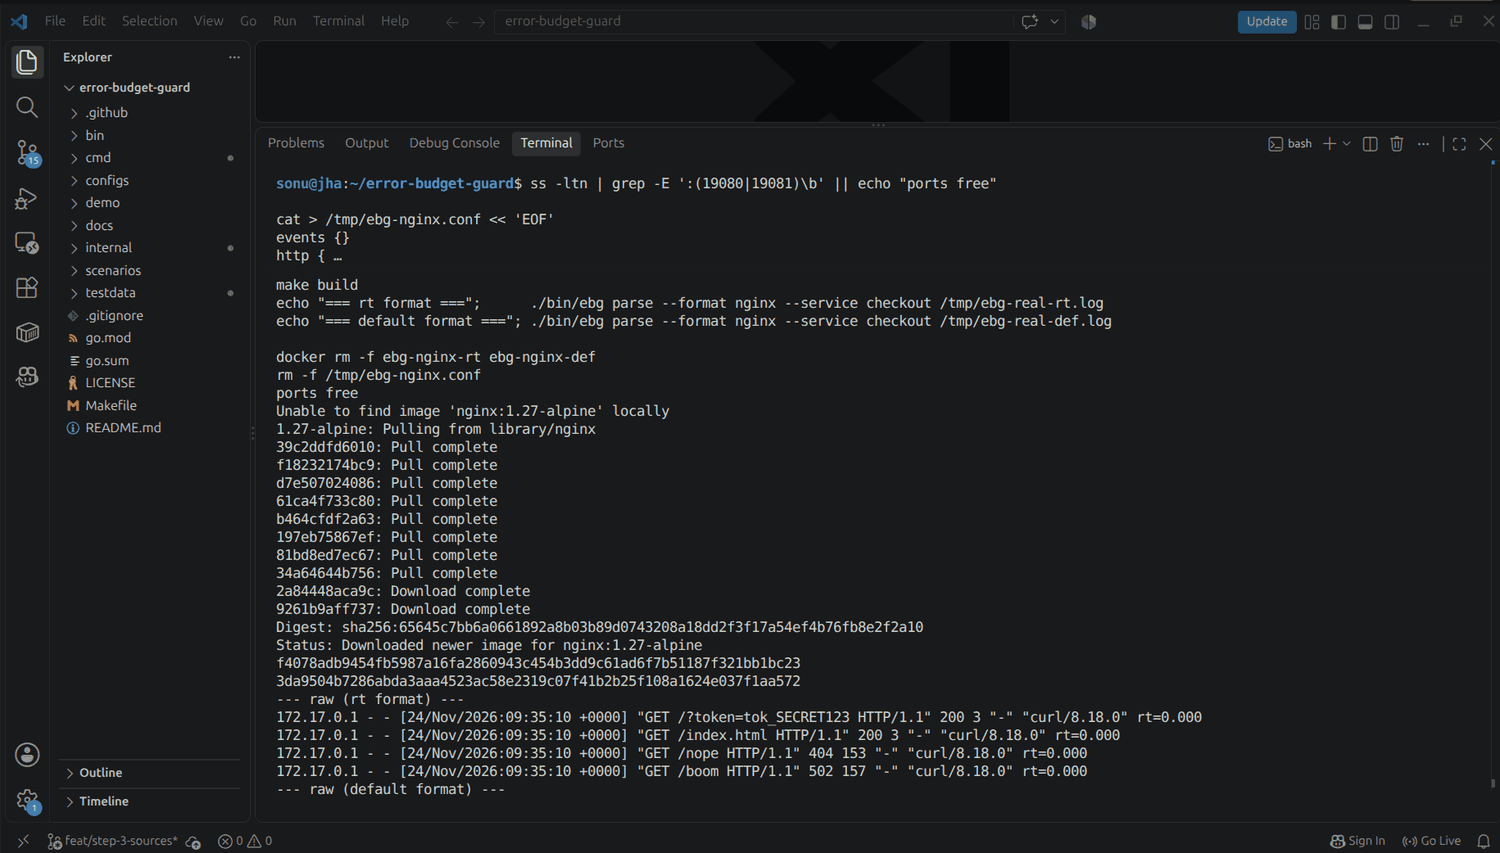 File Edit Selection View Go Run Terminal Help
error-budget-guard
Update
Explorer
error-budget-guard
.github
bin
cmd
configs
demo
docs
internal
scenarios
testdata
.gitignore
go.mod
go.sum
LICENSE
Makefile
README.md
Outline
Timeline
15
1
Problems Output Debug Console Terminal Ports
bash
sonu@jha:~/error-budget-guard$ ss -ltn | grep -E ':(19080|19081)\b' || echo "ports free"
cat > /tmp/ebg-nginx.conf << 'EOF'
events {}
http { …
make build
echo "=== rt format ==="; ./bin/ebg parse --format nginx --service checkout /tmp/ebg-real-rt.log
echo "=== default format ==="; ./bin/ebg parse --format nginx --service checkout /tmp/ebg-real-def.log
docker rm -f ebg-nginx-rt ebg-nginx-def
rm -f /tmp/ebg-nginx.conf
ports free
Unable to find image 'nginx:1.27-alpine' locally
1.27-alpine: Pulling from library/nginx
39c2ddfd6010: Pull complete
f18232174bc9: Pull complete
d7e507024086: Pull complete
61ca4f733c80: Pull complete
b464cfdf2a63: Pull complete
197eb75867ef: Pull complete
81bd8ed7ec67: Pull complete
34a64644b756: Pull complete
2a84448aca9c: Download complete
9261b9aff737: Download complete
Digest: sha256:65645c7bb6a0661892a8b03b89d0743208a18dd2f3f17a54ef4b76fb8e2f2a10
Status: Downloaded newer image for nginx:1.27-alpine
f4078adb9454fb5987a16fa2860943c454b3dd9c61ad6f7b51187f321bb1bc23
3da9504b7286abda3aaa4523ac58e2319c07f41b2b25f108a1624e037f1aa572
--- raw (rt format) ---
172.17.0.1 - - [24/Nov/2026:09:35:10 +0000] "GET /?token=tok_SECRET123 HTTP/1.1" 200 3 "-" "curl/8.18.0" rt=0.000
172.17.0.1 - - [24/Nov/2026:09:35:10 +0000] "GET /index.html HTTP/1.1" 200 3 "-" "curl/8.18.0" rt=0.000
172.17.0.1 - - [24/Nov/2026:09:35:10 +0000] "GET /nope HTTP/1.1" 404 153 "-" "curl/8.18.0" rt=0.000
172.17.0.1 - - [24/Nov/2026:09:35:10 +0000] "GET /boom HTTP/1.1" 502 157 "-" "curl/8.18.0" rt=0.000
--- raw (default format) ---
feat/step-3-sources* 0 0
Sign In Go Live